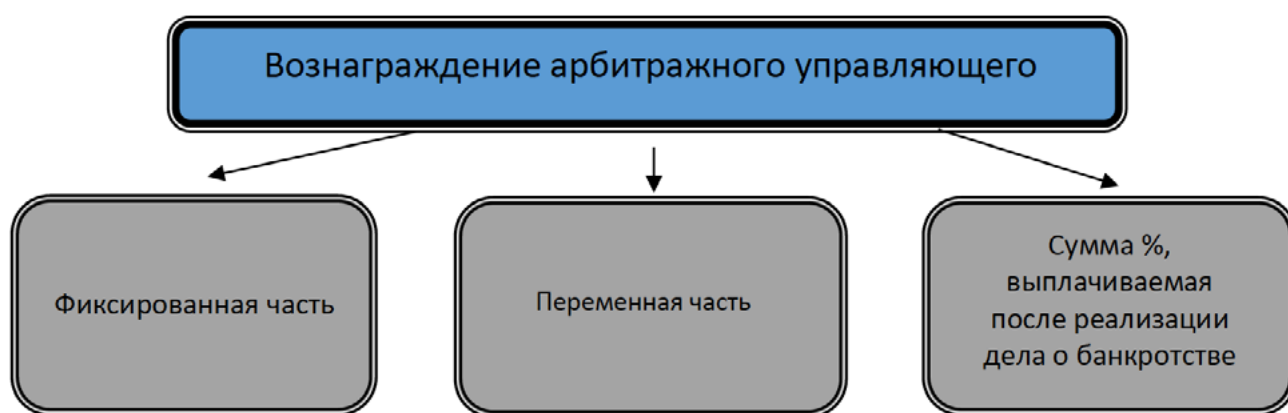 Вознаграждение арбитражного управляющего
Фиксированная часть
Переменная часть
Сумма %,
выплачиваемая
после реализации
дела о банкротстве